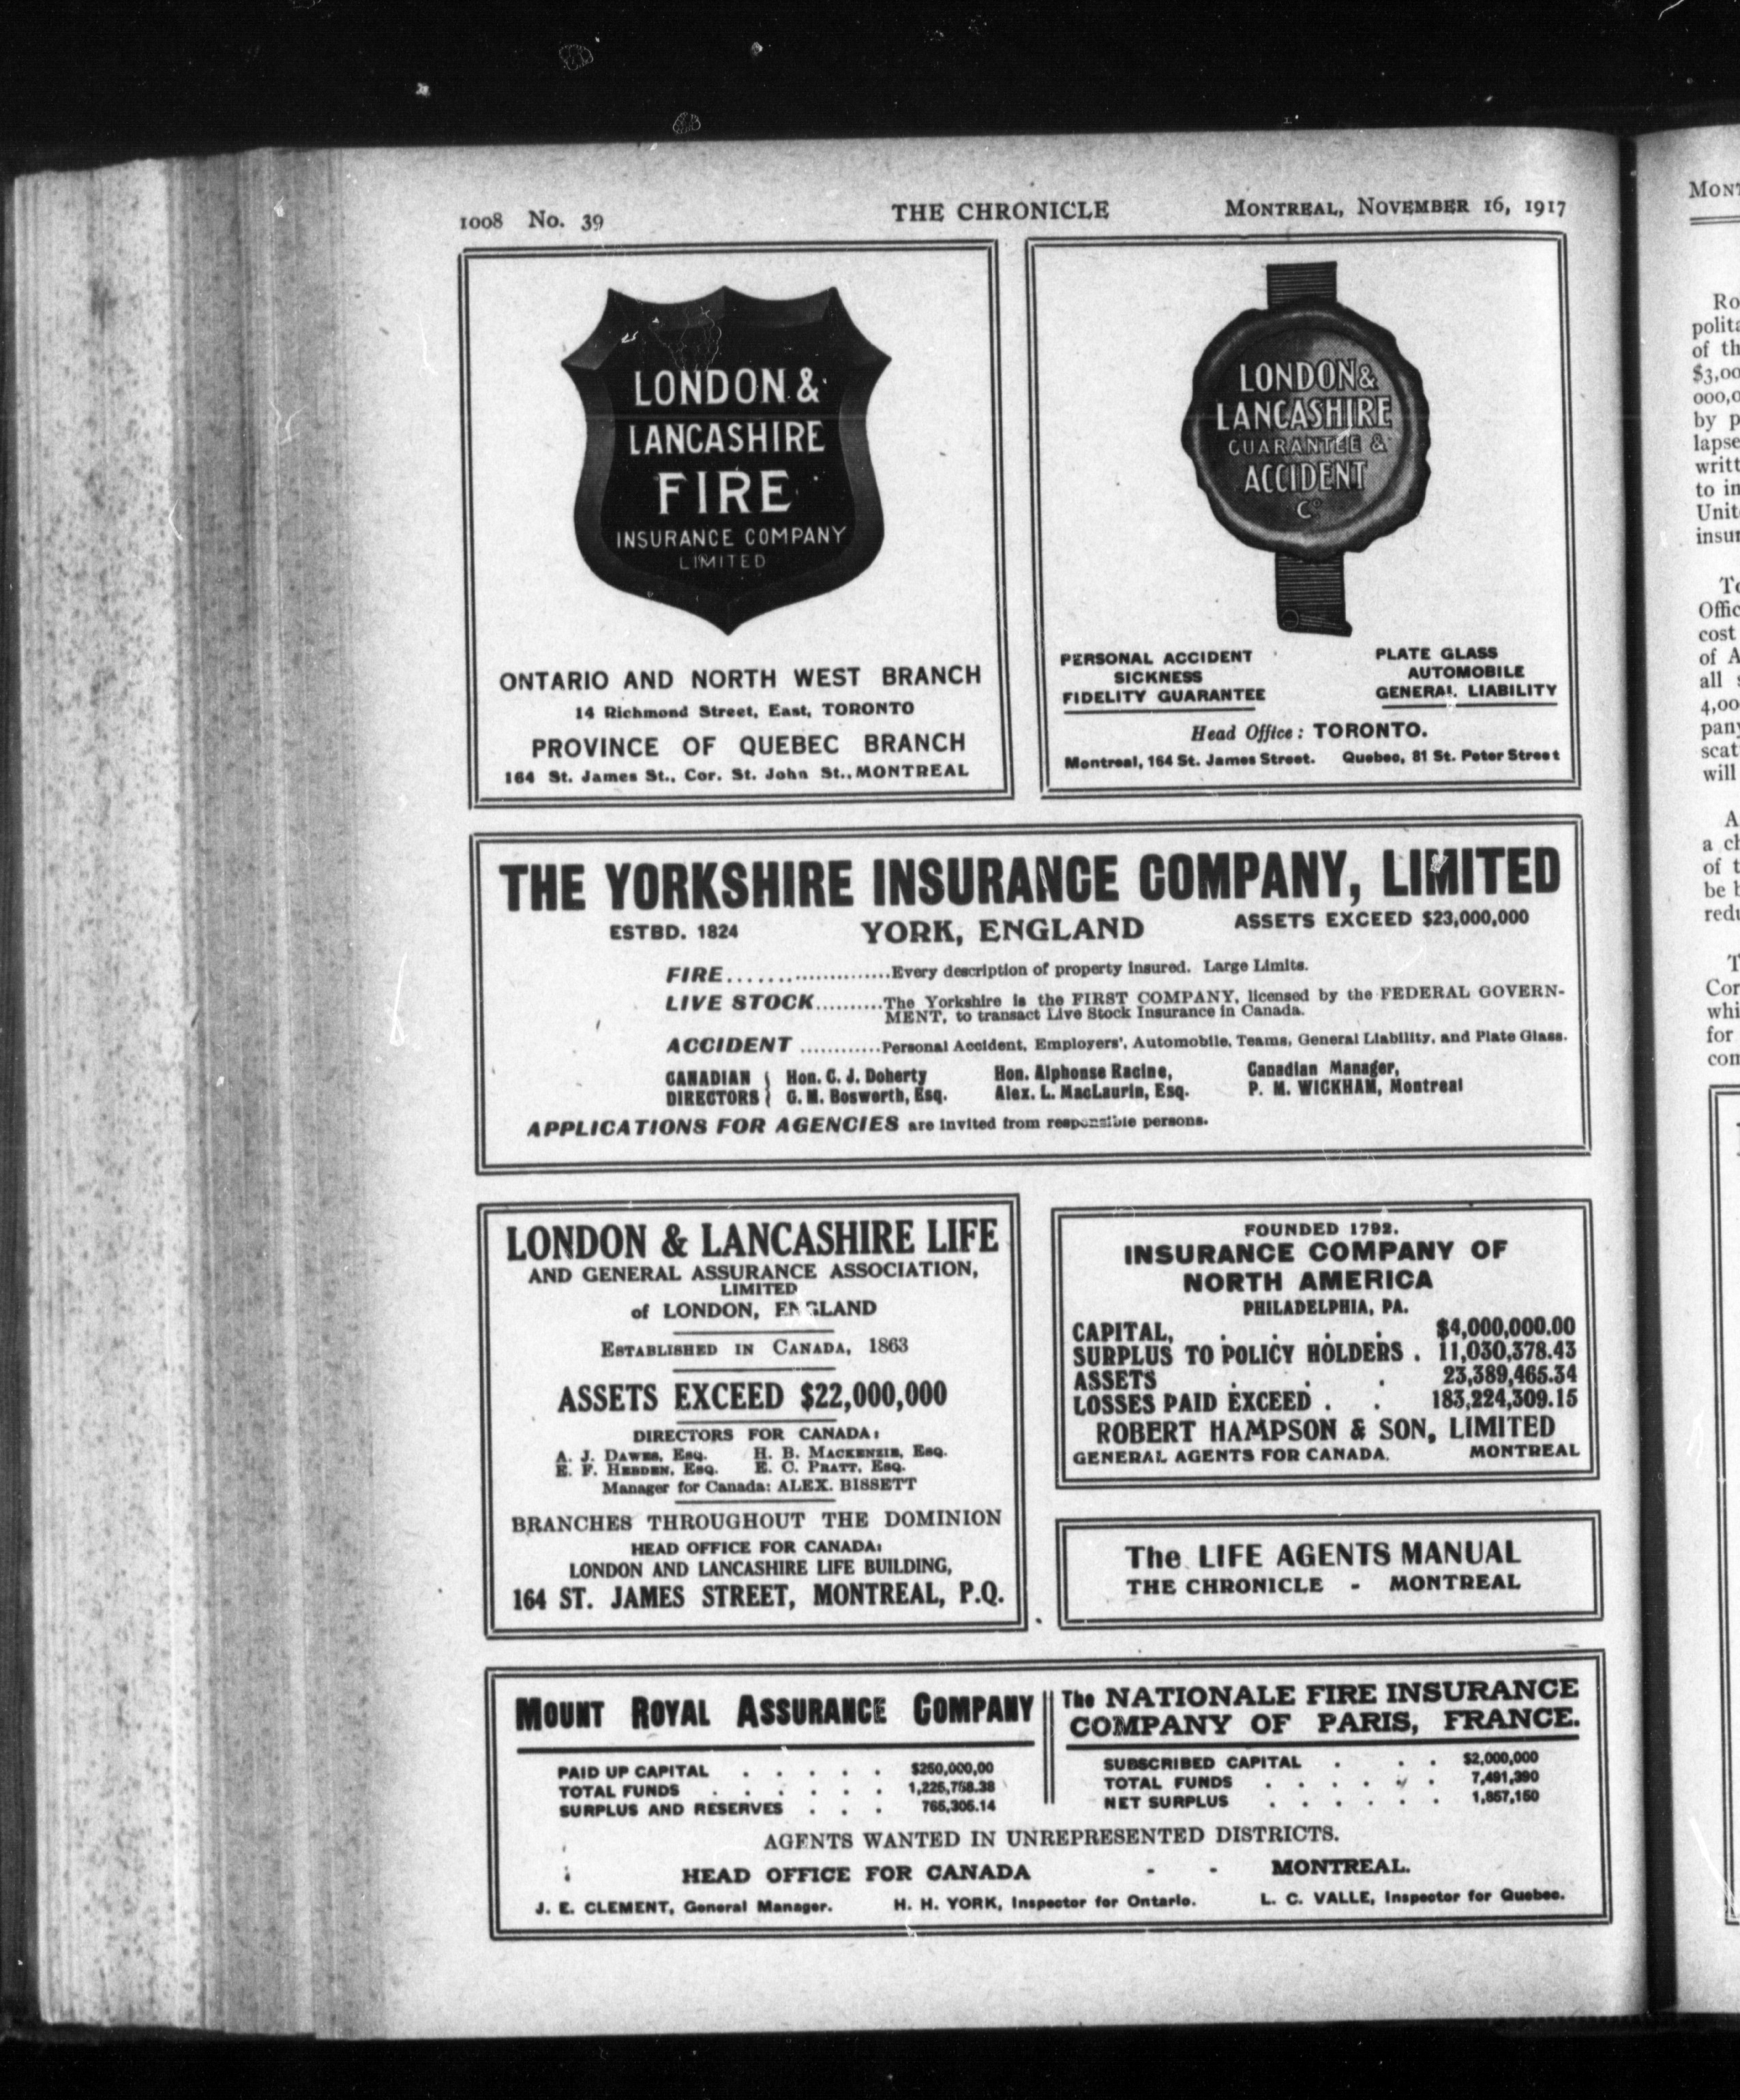 1008 No. 39 THE CHRONICLE MONTREAL, NOVEMBER 16, 1917
LONDON &
LANCASHIRE
FIRE
INSURANCE COMPANY
LIMITED
ONTARIO AND NORTH WEST BRANCH
14 Richmond Street, East, TORONTO
PROVINCE OF QUEBEC BRANCH
164 St. James St., Cor. St. John St., MONTREAL
LONDON &
LANCASHIRE
GUARANTEE &
ACCIDENT
Co
PERSONAL ACCIDENT PLATE GLASS
SICKNESS AUTOMOBILE
FIDELITY GUARANTEE GENERAL LIABILITY
Head Office: TORONTO.
Montreal, 164 St. James Street. Quebec, 81 St. Peter Street
THE YORKSHIRE INSURANCE COMPANY, LIMITED
ESTBD. 1824 YORK, ENGLAND ASSETS EXCEED $23,000,000
FIRE.....................Every description of property insured. Large Limits.
LIVE STOCK..........The Yorkshire is the FIRST COMPANY, licensed by the FEDERAL GOVERN-
MENT, to transact Live Stock Insurance in Canada.
ACCIDENT ............Personal Accident, Employers', Automobile, Teams, General Liability, and Plate Glass.
CANADIAN { Hon. C. J. Doherty Hon. Alphonse Racine, Canadian Manager,
DIRECTORS { G. M. Bosworth, Esq. Alex. L. MacLaurin, Esq. P. M. WICKHAM, Montreal
APPLICATIONS FOR AGENCIES are invited from responsible persons.
LONDON & LANCASHIRE LIFE
AND GENERAL ASSURANCE ASSOCIATION,
LIMITED
of LONDON, ENGLAND
ESTABLISHED IN CANADA, 1863
ASSETS EXCEED $22,000,000
DIRECTORS FOR CANADA:
A. J. DAWES, ESQ. H. B. MACKENZIE, ESQ.
E. F. HEBDEN, ESQ. E. C. PRATT, ESQ.
Manager for Canada: ALEX. BISSETT
BRANCHES THROUGHOUT THE DOMINION
HEAD OFFICE FOR CANADA:
LONDON AND LANCASHIRE LIFE BUILDING,
164 ST. JAMES STREET, MONTREAL, P.Q.
FOUNDED 1792.
INSURANCE COMPANY OF
NORTH AMERICA
PHILADELPHIA, PA.
CAPITAL, . . . . $4,000,000.00
SURPLUS TO POLICY HOLDERS . 11,030,378.43
ASSETS . . . 23,389,465.34
LOSSES PAID EXCEED . . 183,224,309.15
ROBERT HAMPSON & SON, LIMITED
GENERAL AGENTS FOR CANADA. MONTREAL
The LIFE AGENTS MANUAL
THE CHRONICLE - MONTREAL
MOUNT ROYAL ASSURANCE COMPANY
PAID UP CAPITAL . . . . . $250,000,00
TOTAL FUNDS . . . . . . 1,225,758.38
SURPLUS AND RESERVES . . . 765,305.14
The NATIONALE FIRE INSURANCE
COMPANY OF PARIS, FRANCE.
SUBSCRIBED CAPITAL . . . $2,000,000
TOTAL FUNDS . . . . . . 7,491,390
NET SURPLUS . . . . . . 1,857,150
AGENTS WANTED IN UNREPRESENTED DISTRICTS.
HEAD OFFICE FOR CANADA - - MONTREAL.
J. E. CLEMENT, General Manager. H. H. YORK, Inspector for Ontario. L. C. VALLE, Inspector for Quebec.
of
$3,00
by
to
will
a
of
be
for